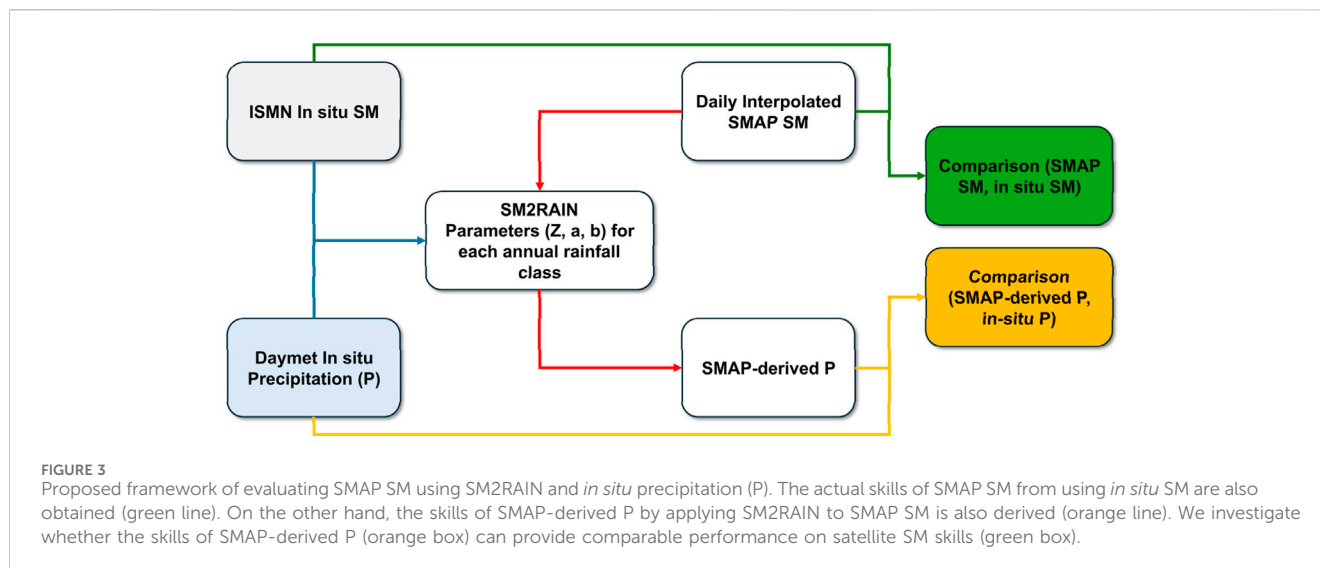 ISMN In situ SM
Daily Interpolated
SMAP SM
Comparison (SMAP
SM, in situ SM)
SM2RAIN
Parameters (Z, a, b) for
each annual rainfall
class
Comparison
(SMAP-derived P,
in-situ P)
Daymet In situ
Precipitation (P)
SMAP-derived P
FIGURE 3
Proposed framework of evaluating SMAP SM using SM2RAIN and in situ precipitation (P). The actual skills of SMAP SM from using in situ SM are also
obtained (green line). On the other hand, the skills of SMAP-derived P by applying SM2RAIN to SMAP SM is also derived (orange line). We investigate
whether the skills of SMAP-derived P (orange box) can provide comparable performance on satellite SM skills (green box).